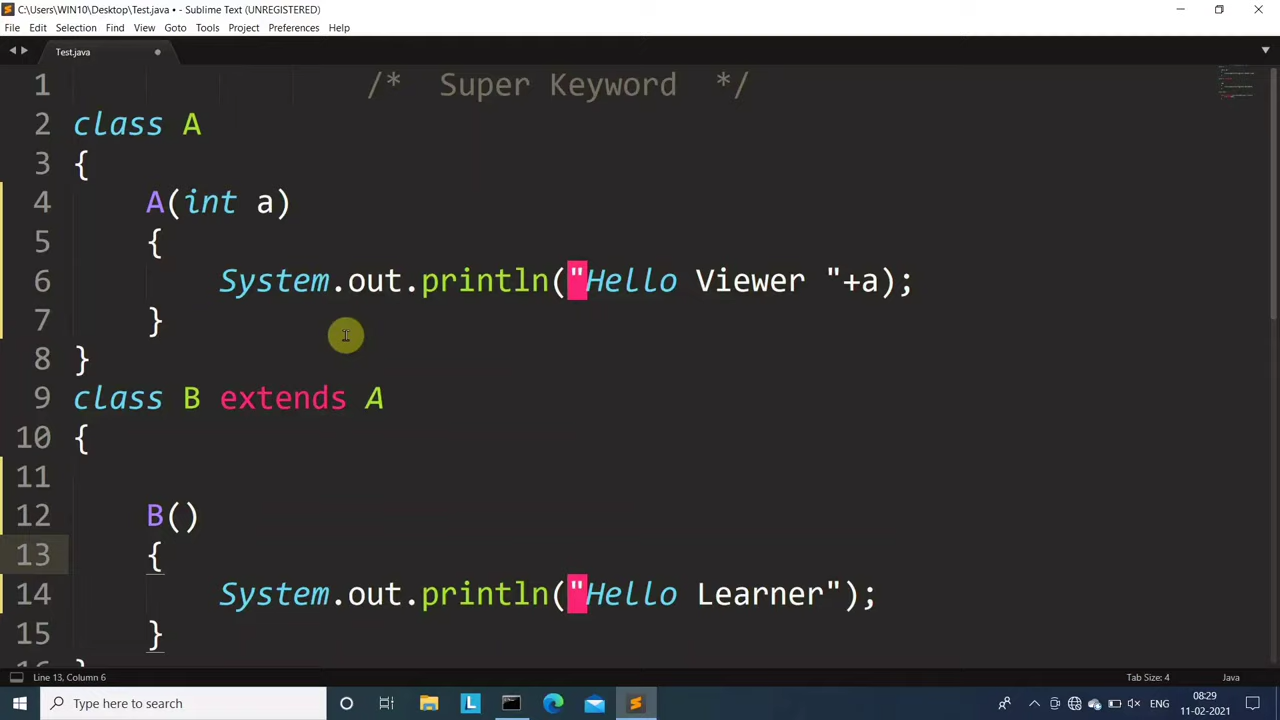 C:\Users\WIN10\Desktop\Test.java • - Sublime Text (UNREGISTERED)
File Edit Selection Find View Goto Tools Project Preferences Help
Test.java
1 /* Super Keyword */
2 class A
3 {
4 A(int a)
5 {
6 System.out.println("Hello Viewer "+a);
7 }
8 }
9 class B extends A
10 {
11
12 B()
13 {
14 System.out.println("Hello Learner");
15 }
16 }
Line 13, Column 6 Tab Size: 4 Java
Type here to search L ENG 08:29
11-02-2021